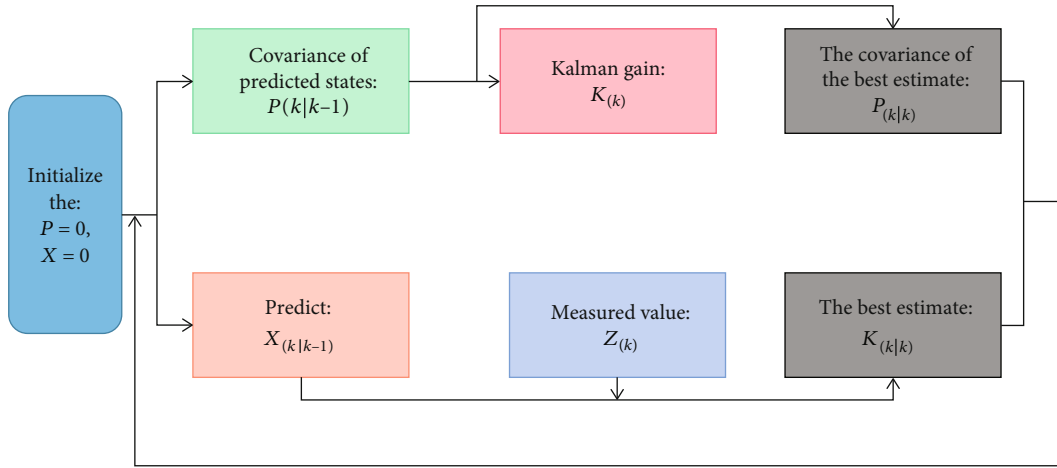 Initialize
the:
P = 0,
X = 0
Covariance of
predicted states:
P(k|k–1)
Kalman gain:
K(k)
The covariance of
the best estimate:
P(k|k)
Predict:
X(k|k–1)
Measured value:
Z(k)
The best estimate:
K(k|k)